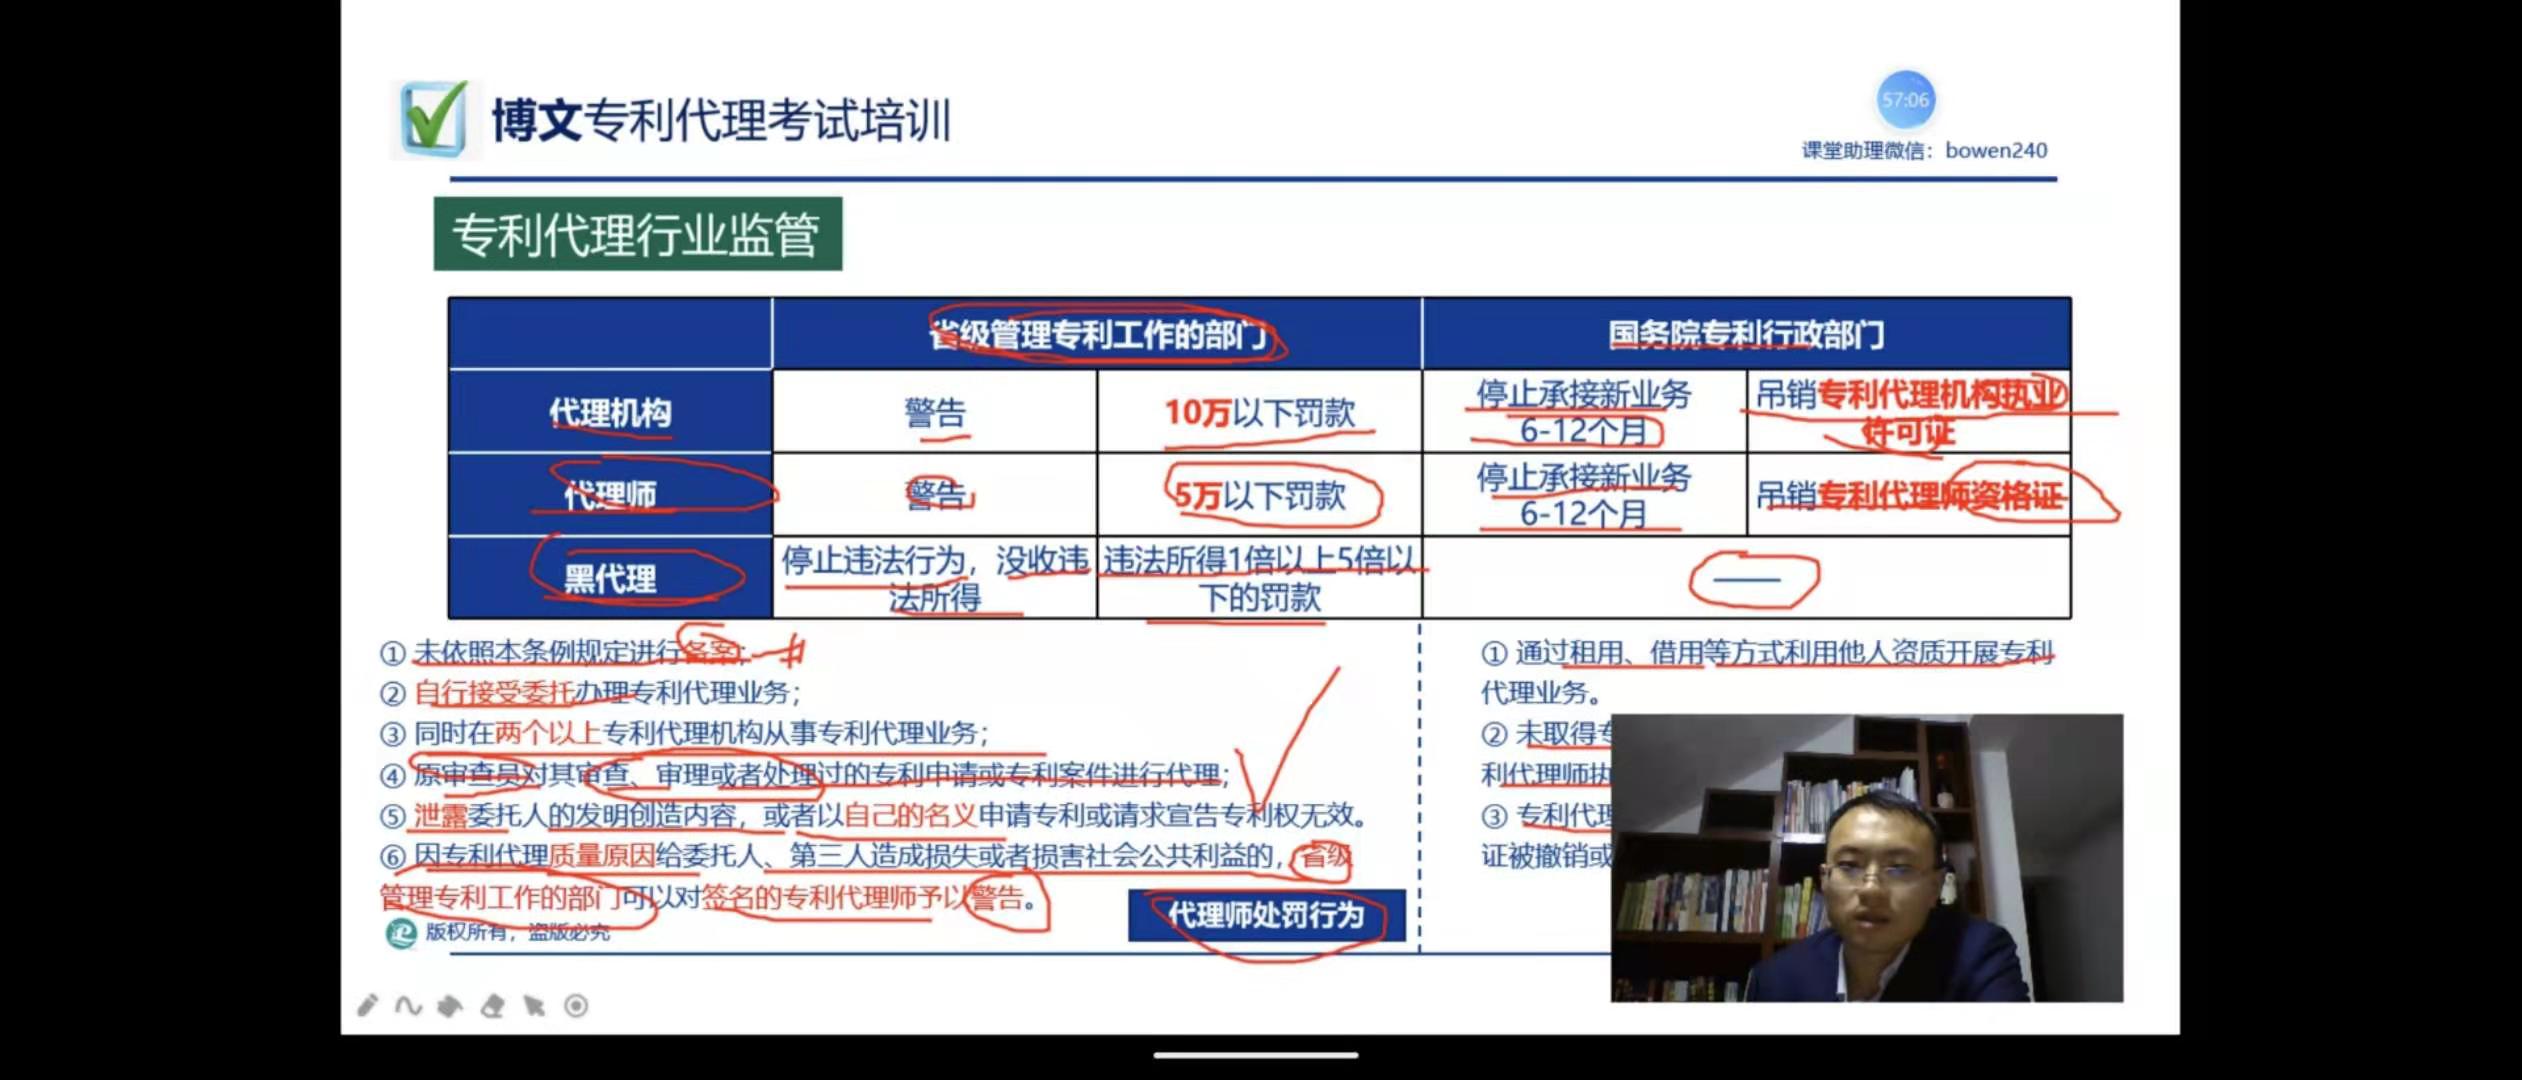 博文专利代理考试培训
57:06
课堂助理微信：bowen240
专利代理行业监管
省级管理专利工作的部门
国务院专利行政部门
代理机构
警告
10万以下罚款
停止承接新业务
6-12个月
吊销专利代理机构执业
许可证
代理师
警告
5万以下罚款
停止承接新业务
6-12个月
吊销专利代理师资格证
黑代理
停止违法行为，没收违
法所得
违法所得1倍以上5倍以
下的罚款
——
① 未依照本条例规定进行备案；
② 自行接受委托办理专利代理业务；
③ 同时在两个以上专利代理机构从事专利代理业务；
④ 原审查员对其审查、审理或者处理过的专利申请或专利案件进行代理；
⑤ 泄露委托人的发明创造内容，或者以自己的名义申请专利或请求宣告专利权无效。
⑥ 因专利代理质量原因给委托人、第三人造成损失或者损害社会公共利益的，省级
管理专利工作的部门可以对签名的专利代理师予以警告。
代理师处罚行为
版权所有，盗版必究
① 通过租用、借用等方式利用他人资质开展专利
代理业务。
② 未取得专
利代理师执
③ 专利代理
证被撤销或